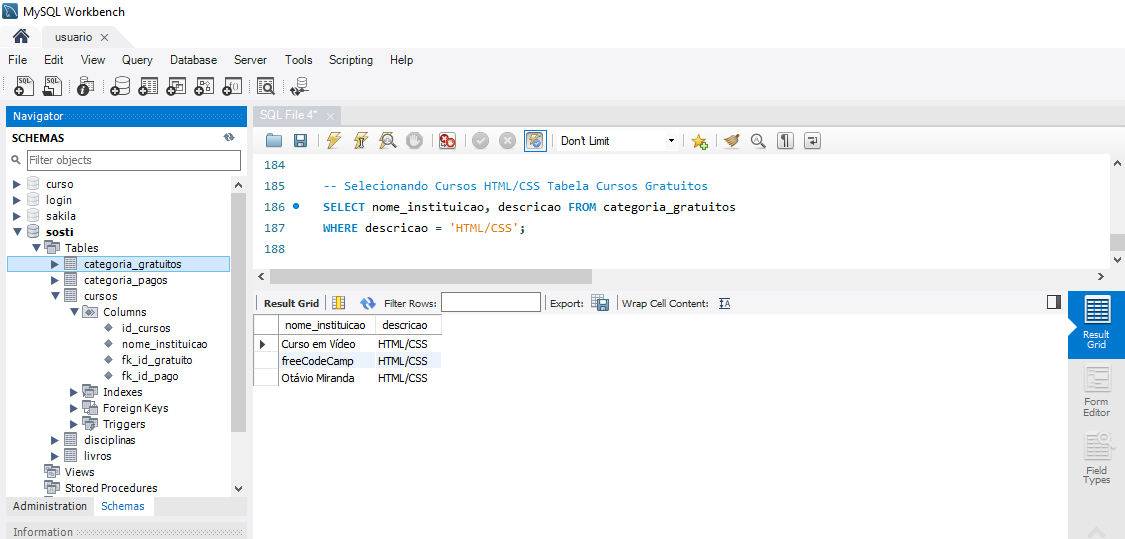 MySQL Workbench
usuario
File Edit View Query Database Server Tools Scripting Help
Navigator
SCHEMAS
Filter objects
curso
login
sakila
sosti
Tables
categoria_gratuitos
categoria_pagos
cursos
Columns
id_cursos
nome_instituicao
fk_id_gratuito
fk_id_pago
Indexes
Foreign Keys
Triggers
disciplinas
livros
Views
Stored Procedures
Administration Schemas
Information
SQL File 4*
Don't Limit
184
185 -- Selecionando Cursos HTML/CSS Tabela Cursos Gratuitos
186 SELECT nome_instituicao, descricao FROM categoria_gratuitos
187 WHERE descricao = 'HTML/CSS';
188
Result Grid Filter Rows: Export: Wrap Cell Content:
nome_instituicao descricao
Curso em Vídeo HTML/CSS
freeCodeCamp HTML/CSS
Otávio Miranda HTML/CSS
Result
Grid
Form
Editor
Field
Types